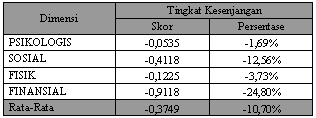 Dimensi Tingkat Kesenjangan
Skor Persentase
PSIKOLOGIS -0,0535 -1,69%
SOSIAL -0,4118 -12,56%
FISIK -0,1225 -3,73%
FINANSIAL -0,9118 -24,80%
Rata-Rata -0,3749 -10,70%